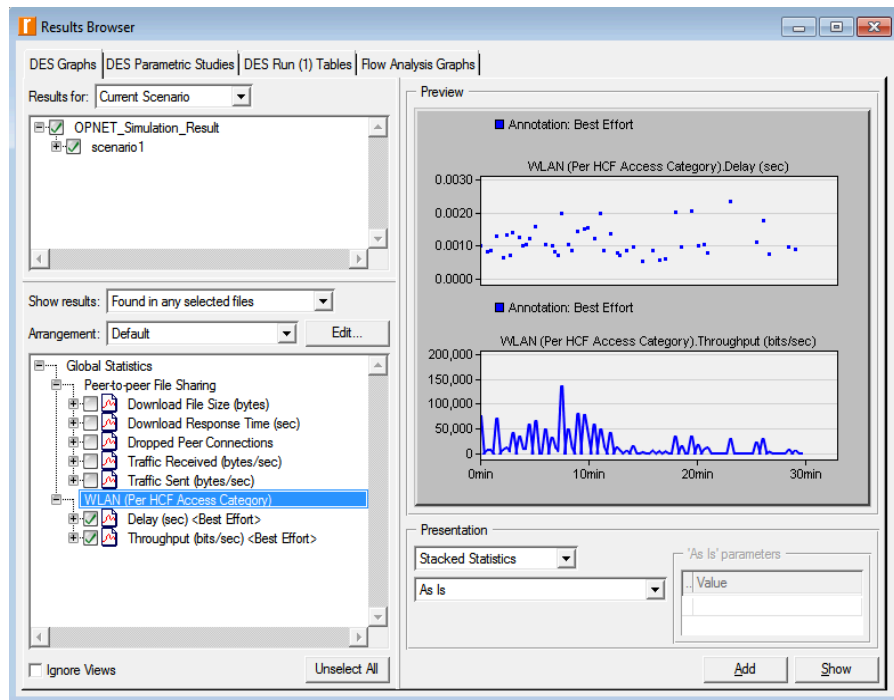 Results Browser
DES Graphs DES Parametric Studies DES Run (1) Tables Flow Analysis Graphs
Results for: Current Scenario
OPNET_Simulation_Result
scenario1
Show results: Found in any selected files
Arrangement: Default Edit...
Global Statistics
Peer-to-peer File Sharing
Download File Size (bytes)
Download Response Time (sec)
Dropped Peer Connections
Traffic Received (bytes/sec)
Traffic Sent (bytes/sec)
WLAN (Per HCF Access Category)
Delay (sec) <Best Effort>
Throughput (bits/sec) <Best Effort>
Ignore Views Unselect All
Preview
Annotation: Best Effort
WLAN (Per HCF Access Category).Delay (sec)
0.0030
0.0020
0.0010
0.0000
Annotation: Best Effort
WLAN (Per HCF Access Category).Throughput (bits/sec)
200,000
150,000
100,000
50,000
0
0min 10min 20min 30min
Presentation
Stacked Statistics
As Is
'As Is' parameters
.. Value
Add Show